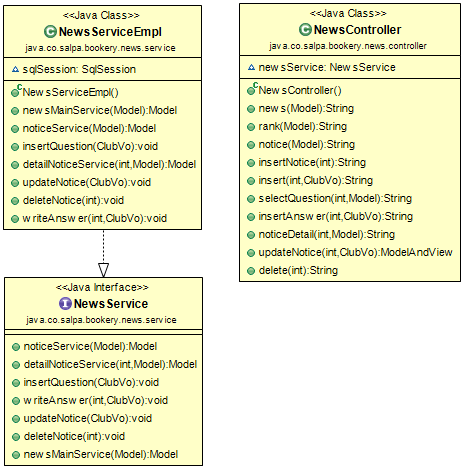 <<Java Class>>
NewsServiceEmpl
java.co.salpa.bookery.news.service
sqlSession: SqlSession
NewsServiceEmpl()
newsMainService(Model):Model
noticeService(Model):Model
insertQuestion(ClubVo):void
detailNoticeService(int,Model):Model
updateNotice(ClubVo):void
deleteNotice(int):void
writeAnswer(int,ClubVo):void
<<Java Interface>>
NewsService
java.co.salpa.bookery.news.service
noticeService(Model):Model
detailNoticeService(int,Model):Model
insertQuestion(ClubVo):void
writeAnswer(int,ClubVo):void
updateNotice(ClubVo):void
deleteNotice(int):void
newsMainService(Model):Model
<<Java Class>>
NewsController
java.co.salpa.bookery.news.controller
newsService: NewsService
NewsController()
news(Model):String
rank(Model):String
notice(Model):String
insertNotice(int):String
insert(int,ClubVo):String
selectQuestion(int,Model):String
insertAnswer(int,ClubVo):String
noticeDetail(int,Model):String
updateNotice(int,ClubVo):ModelAndView
delete(int):String